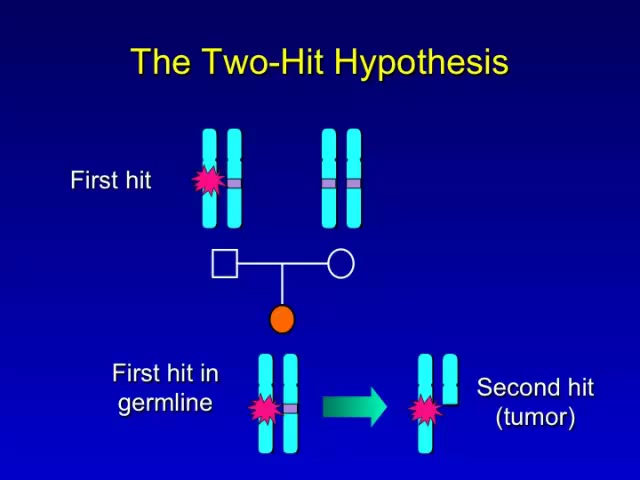 The Two-Hit Hypothesis
First hit
First hit in
germline
Second hit
(tumor)